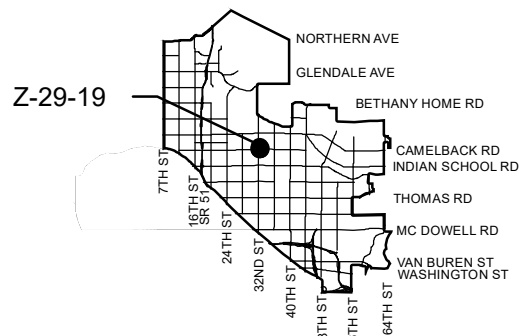 NORTHERN AVE
GLENDALE AVE
Z-29-19
BETHANY HOME RD
CAMELBACK RD
INDIAN SCHOOL RD
THOMAS RD
MC DOWELL RD
VAN BUREN ST
WASHINGTON ST
7TH ST
16TH ST
SR 51
24TH ST
32ND ST
40TH ST
64TH ST